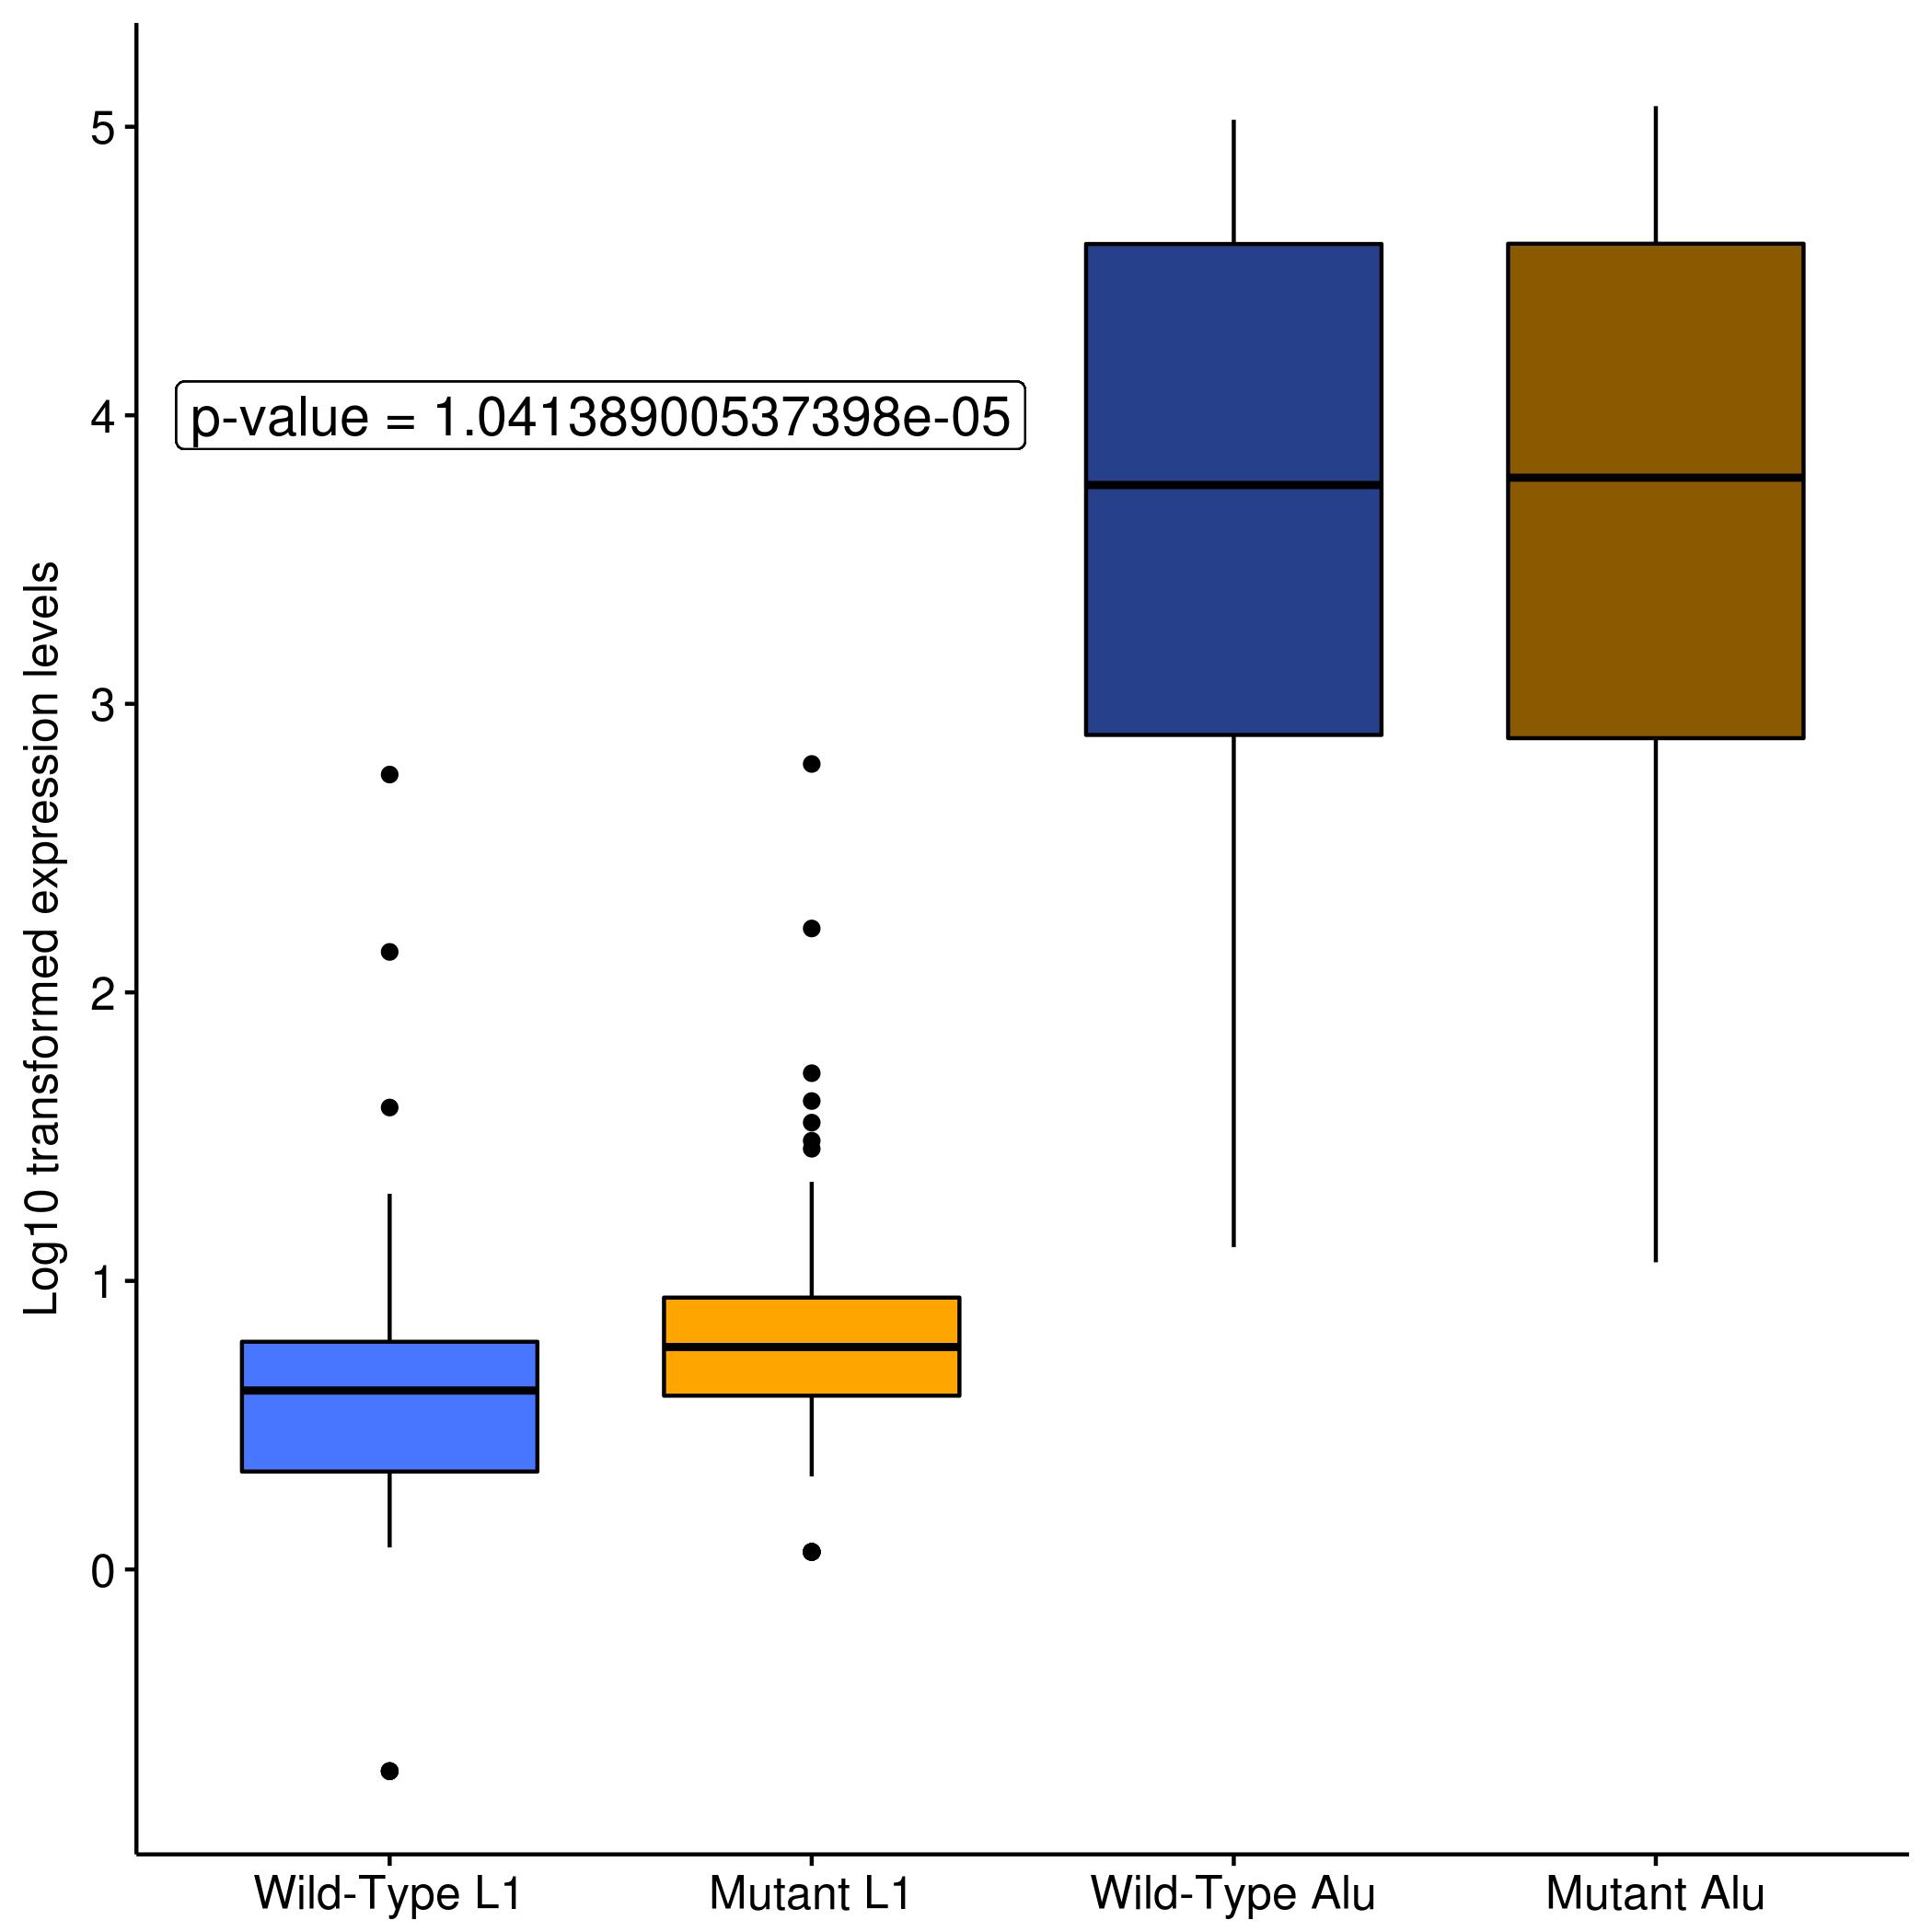 Log10 transformed expression levels
5
4
3
2
1
0
p-value = 1.04138900537398e-05
Wild-Type L1
Mutant L1
Wild-Type Alu
Mutant Alu